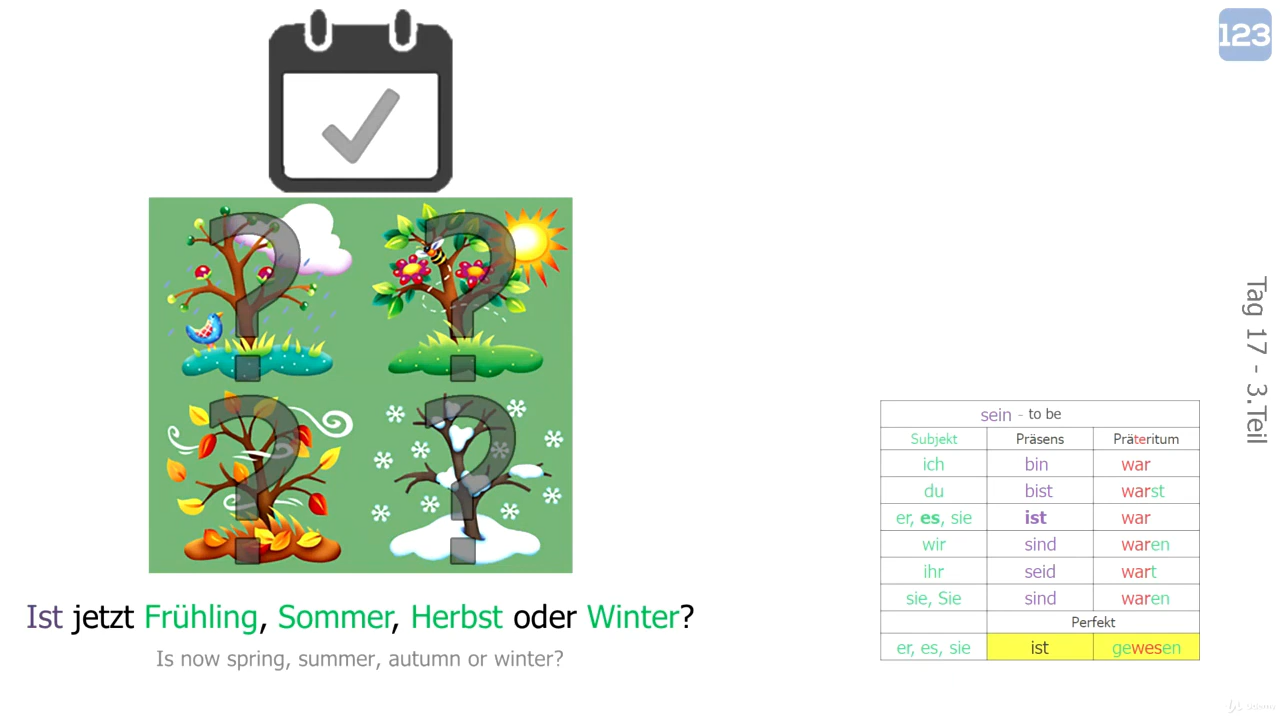 123
Ist jetzt Frühling, Sommer, Herbst oder Winter?
Is now spring, summer, autumn or winter?
sein - to be
Subjekt Präsens Präteritum
ich bin war
du bist warst
er, es, sie ist war
wir sind waren
ihr seid wart
sie, Sie sind waren
Perfekt
er, es, sie ist gewesen
Tag 17 - 3.Teil